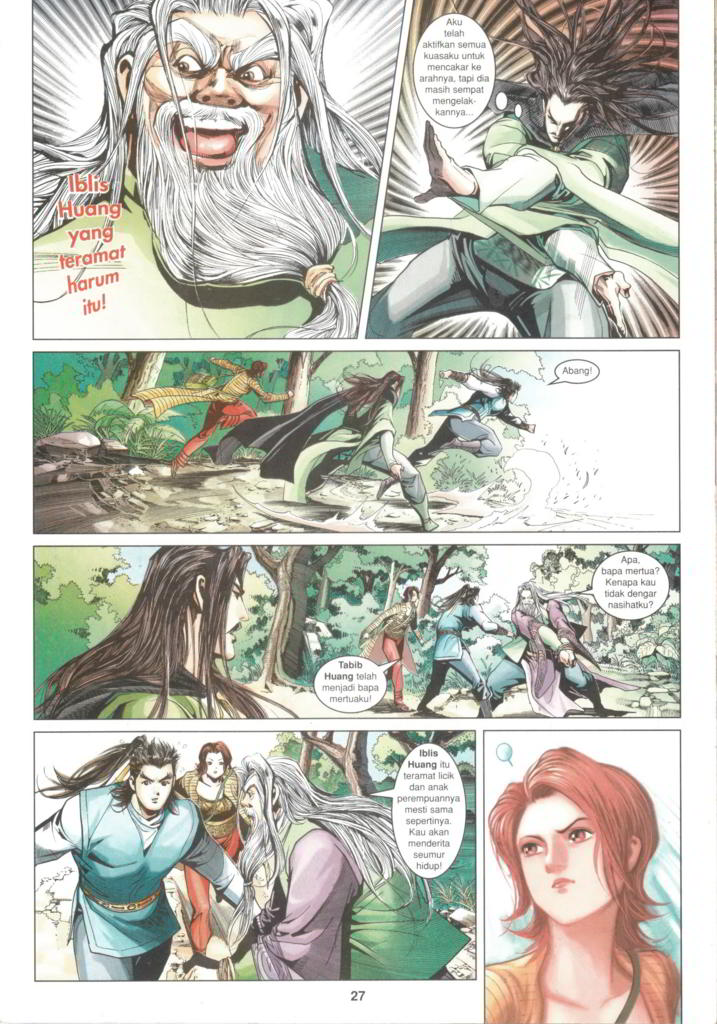 Iblis
Huang
yang
teramat
harum
itu!
Aku
telah
aktifkan semua
kuasaku untuk
mencakar ke
arahnya, tapi dia
masih sempat
mengelak-
kannya...
Abang!
Tabib
Huang telah
menjadi bapa
mertuaku!
Apa,
bapa mertua?
Kenapa kau
tidak dengar
nasihatku?
Iblis
Huang itu
teramat licik
dan anak
perempuannya
mesti sama
sepertinya.
Kau akan
menderita
seumur
hidup!
27